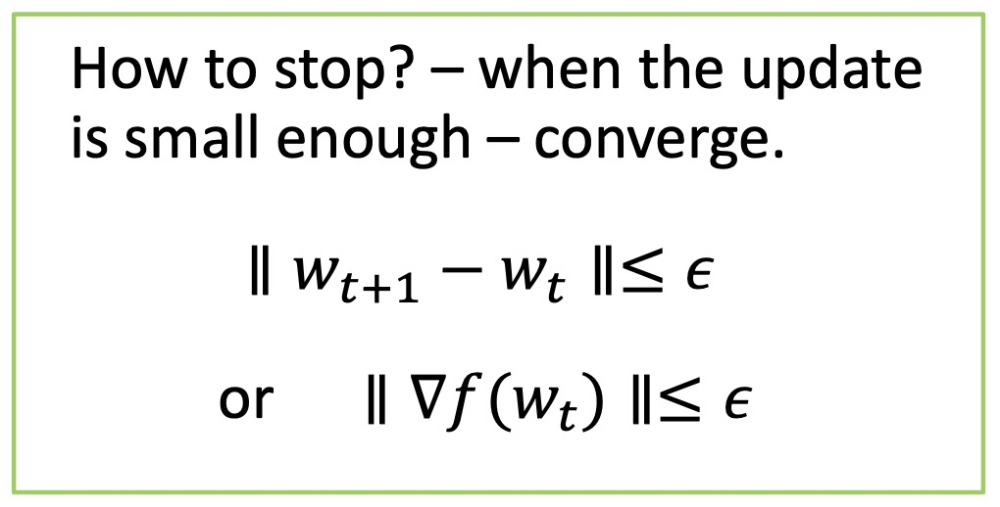 How to stop? – when the update
is small enough – converge.
‖ w_{t+1} − w_t ‖≤ ϵ
or ‖ ∇f(w_t) ‖≤ ϵ